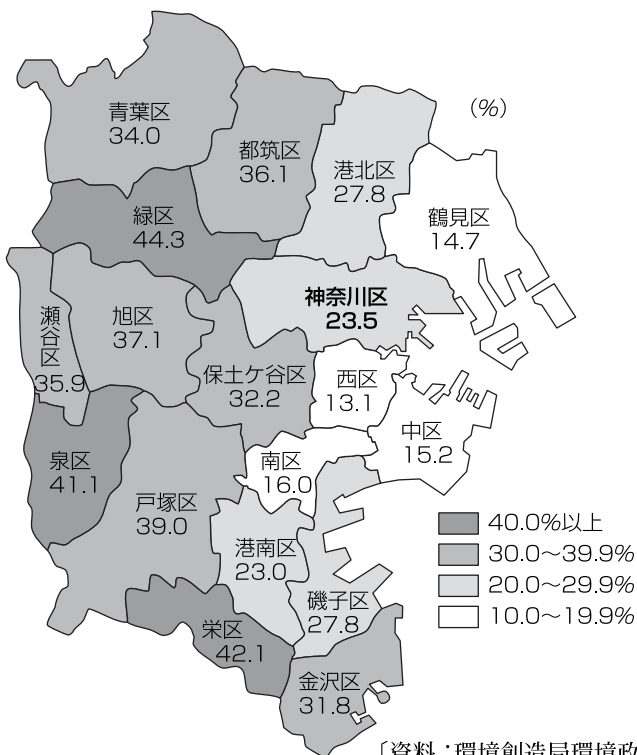 (%)
青葉区
34.0
都筑区
36.1
港北区
27.8
緑区
44.3
鶴見区
14.7
神奈川区
23.5
瀬谷区
35.9
旭区
37.1
保土ケ谷区
32.2
西区
13.1
中区
15.2
泉区
41.1
戸塚区
39.0
南区
16.0
港南区
23.0
磯子区
27.8
栄区
42.1
金沢区
31.8
40.0%以上
30.0〜39.9%
20.0〜29.9%
10.0〜19.9%
〔資料：環境創造局環境政